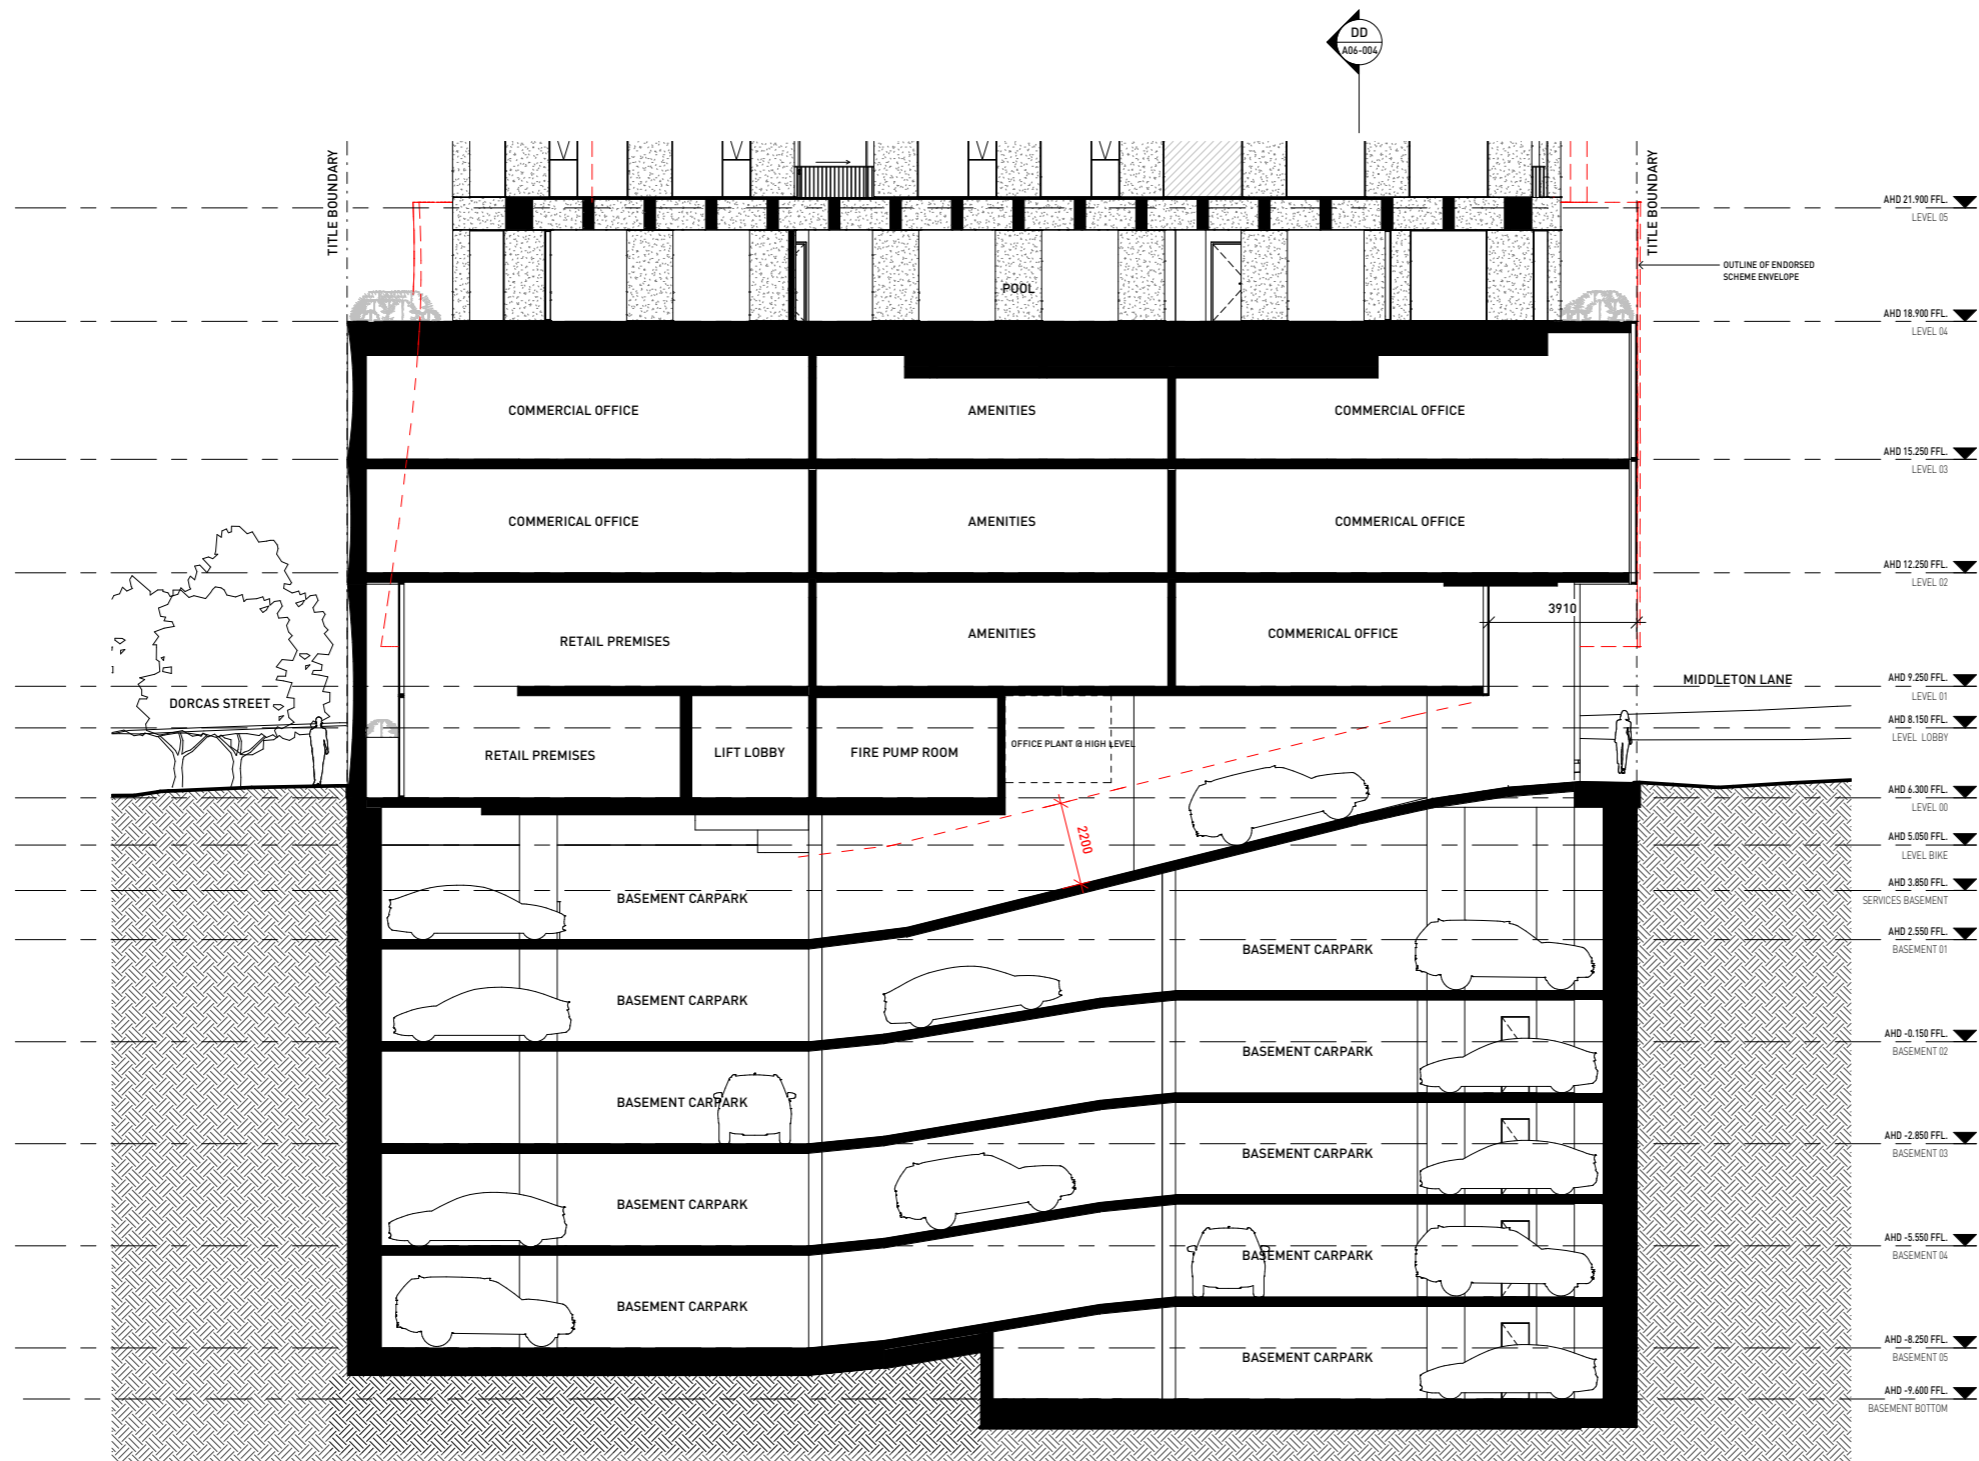 DD
A06-004
TITLE BOUNDARY
TITLE BOUNDARY
AHD 21.900 FFL.
LEVEL 05
OUTLINE OF ENDORSED
SCHEME ENVELOPE
POOL
AHD 18.900 FFL.
LEVEL 04
COMMERCIAL OFFICE
AMENITIES
COMMERCIAL OFFICE
AHD 15.250 FFL.
LEVEL 03
COMMERICAL OFFICE
AMENITIES
COMMERCIAL OFFICE
AHD 12.250 FFL.
LEVEL 02
3910
RETAIL PREMISES
AMENITIES
COMMERICAL OFFICE
MIDDLETON LANE
AHD 9.250 FFL.
LEVEL 01
DORCAS STREET
AHD 8.150 FFL.
LEVEL LOBBY
RETAIL PREMISES
LIFT LOBBY
FIRE PUMP ROOM
OFFICE PLANT @ HIGH LEVEL
AHD 6.300 FFL.
LEVEL 00
2200
AHD 5.050 FFL.
LEVEL BIKE
AHD 3.850 FFL.
SERVICES BASEMENT
BASEMENT CARPARK
AHD 2.550 FFL.
BASEMENT 01
BASEMENT CARPARK
BASEMENT CARPARK
AHD -0.150 FFL.
BASEMENT 02
BASEMENT CARPARK
BASEMENT CARPARK
AHD -2.850 FFL.
BASEMENT 03
BASEMENT CARPARK
BASEMENT CARPARK
AHD -5.550 FFL.
BASEMENT 04
BASEMENT CARPARK
BASEMENT CARPARK
AHD -8.250 FFL.
BASEMENT 05
BASEMENT CARPARK
AHD -9.600 FFL.
BASEMENT BOTTOM